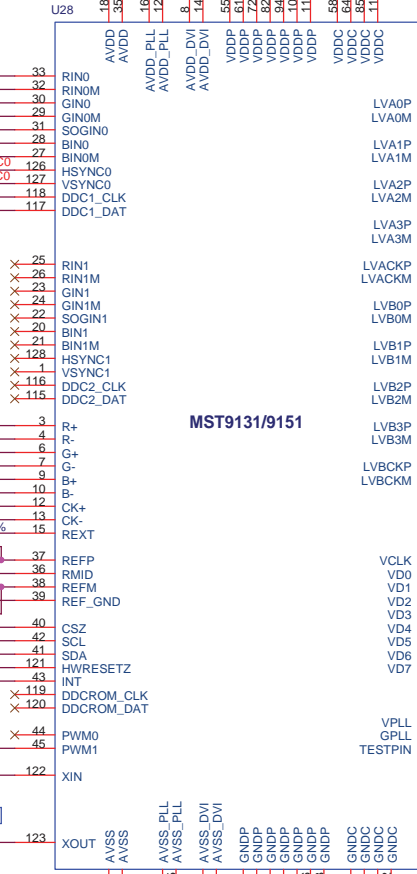 U28
18 AVDD
35 AVDD
16 AVDD_PLL
12 AVDD_PLL
8 AVDD_DVI
14 AVDD_DVI
55 VDDP
61 VDDP
72 VDDP
82 VDDP
94 VDDP
10 VDDP
11 VDDP
58 VDDC
64 VDDC
85 VDDC
11 VDDC
33 RIN0
32 RIN0M
30 GIN0
29 GIN0M
31 SOGIN0
28 BIN0
27 BIN0M
C0 126 HSYNC0
C0 127 VSYNC0
118 DDC1_CLK
117 DDC1_DAT
25 RIN1
26 RIN1M
23 GIN1
24 GIN1M
22 SOGIN1
20 BIN1
21 BIN1M
128 HSYNC1
1 VSYNC1
116 DDC2_CLK
115 DDC2_DAT
3 R+
4 R-
6 G+
7 G-
9 B+
10 B-
12 CK+
13 CK-
% 15 REXT
37 REFP
36 RMID
38 REFM
39 REF_GND
40 CSZ
42 SCL
41 SDA
121 HWRESETZ
43 INT
119 DDCROM_CLK
120 DDCROM_DAT
44 PWM0
45 PWM1
122 XIN
123 XOUT
MST9131/9151
LVA0P
LVA0M
LVA1P
LVA1M
LVA2P
LVA2M
LVA3P
LVA3M
LVACKP
LVACKM
LVB0P
LVB0M
LVB1P
LVB1M
LVB2P
LVB2M
LVB3P
LVB3M
LVBCKP
LVBCKM
VCLK
VD0
VD1
VD2
VD3
VD4
VD5
VD6
VD7
VPLL
GPLL
TESTPIN
AVSS
AVSS
AVSS_PLL
AVSS_PLL
AVSS_DVI
AVSS_DVI
GNDP
GNDP
GNDP
GNDP
GNDP
GNDP
GNDP
GNDC
GNDC
GNDC
GNDC